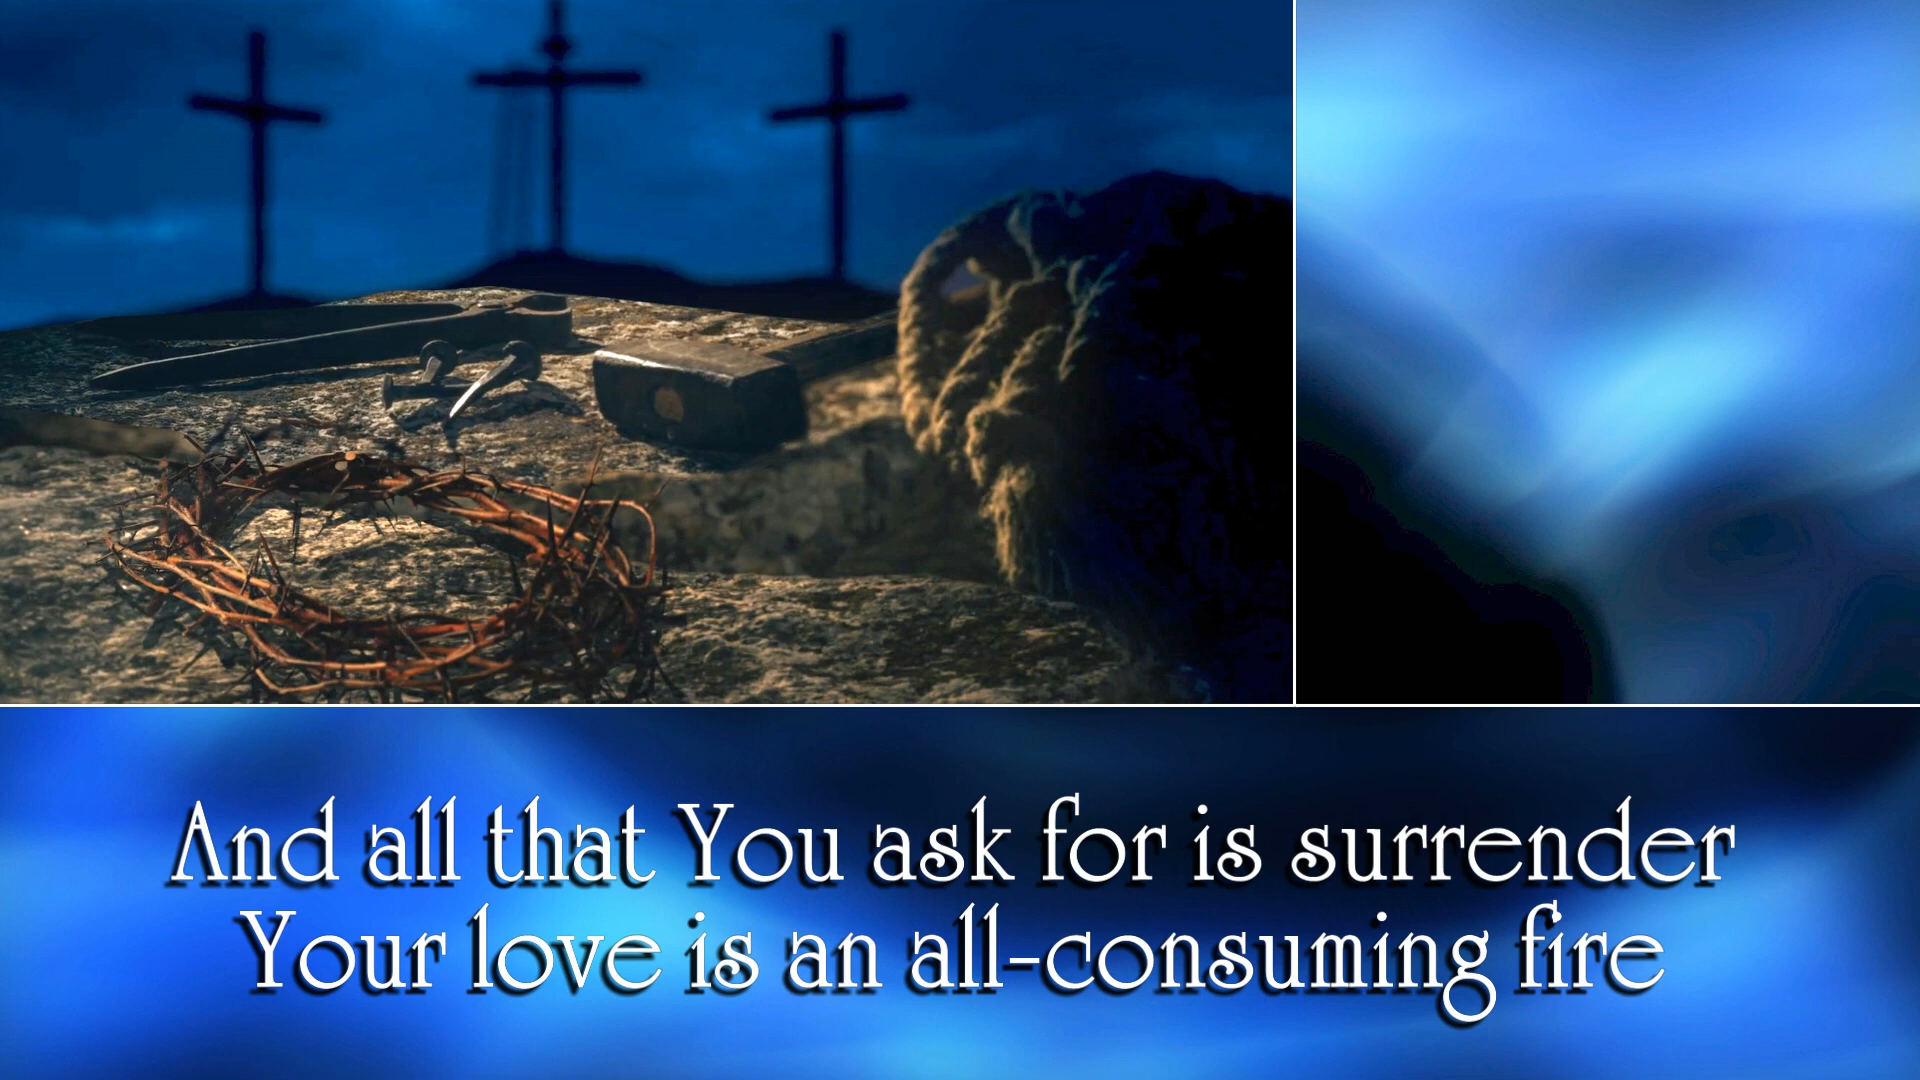 And all that You ask for is surrender
Your love is an all-consuming fire